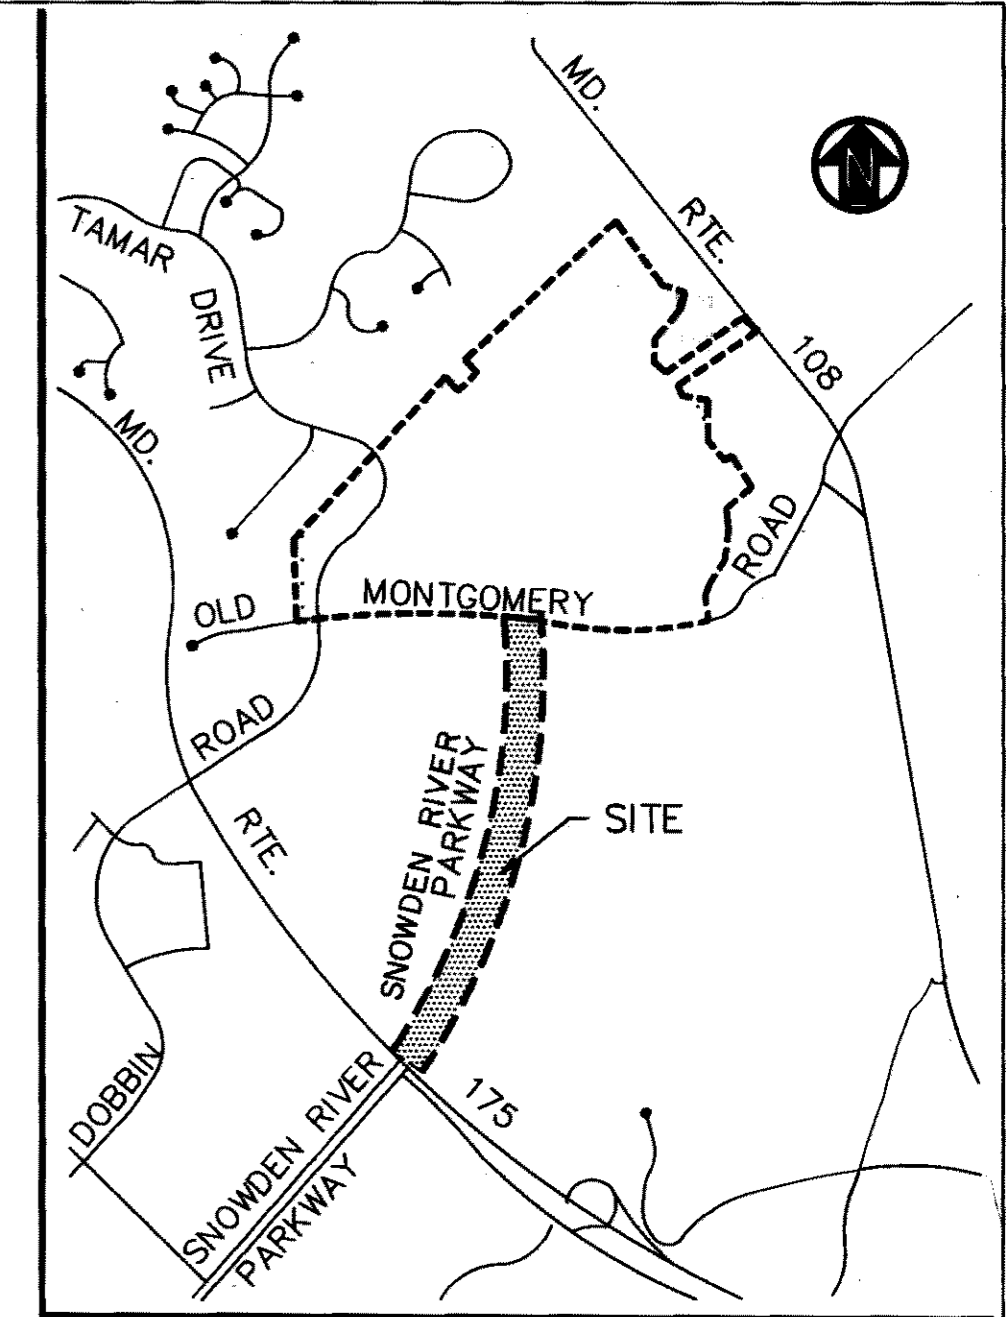 MD.
RTE.
108
N
TAMAR
DRIVE
MD.
OLD
MONTGOMERY
ROAD
ROAD
RTE.
SNOWDEN RIVER
PARKWAY
SITE
175
DOBBIN
SNOWDEN RIVER
PARKWAY